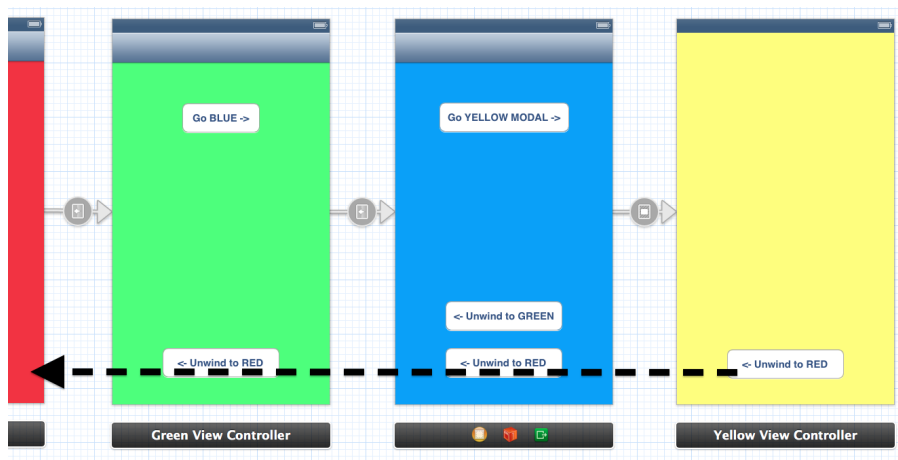 Go BLUE ->
Go YELLOW MODAL ->
<- Unwind to GREEN
<- Unwind to RED
<- Unwind to RED
<- Unwind to RED
Green View Controller
Yellow View Controller